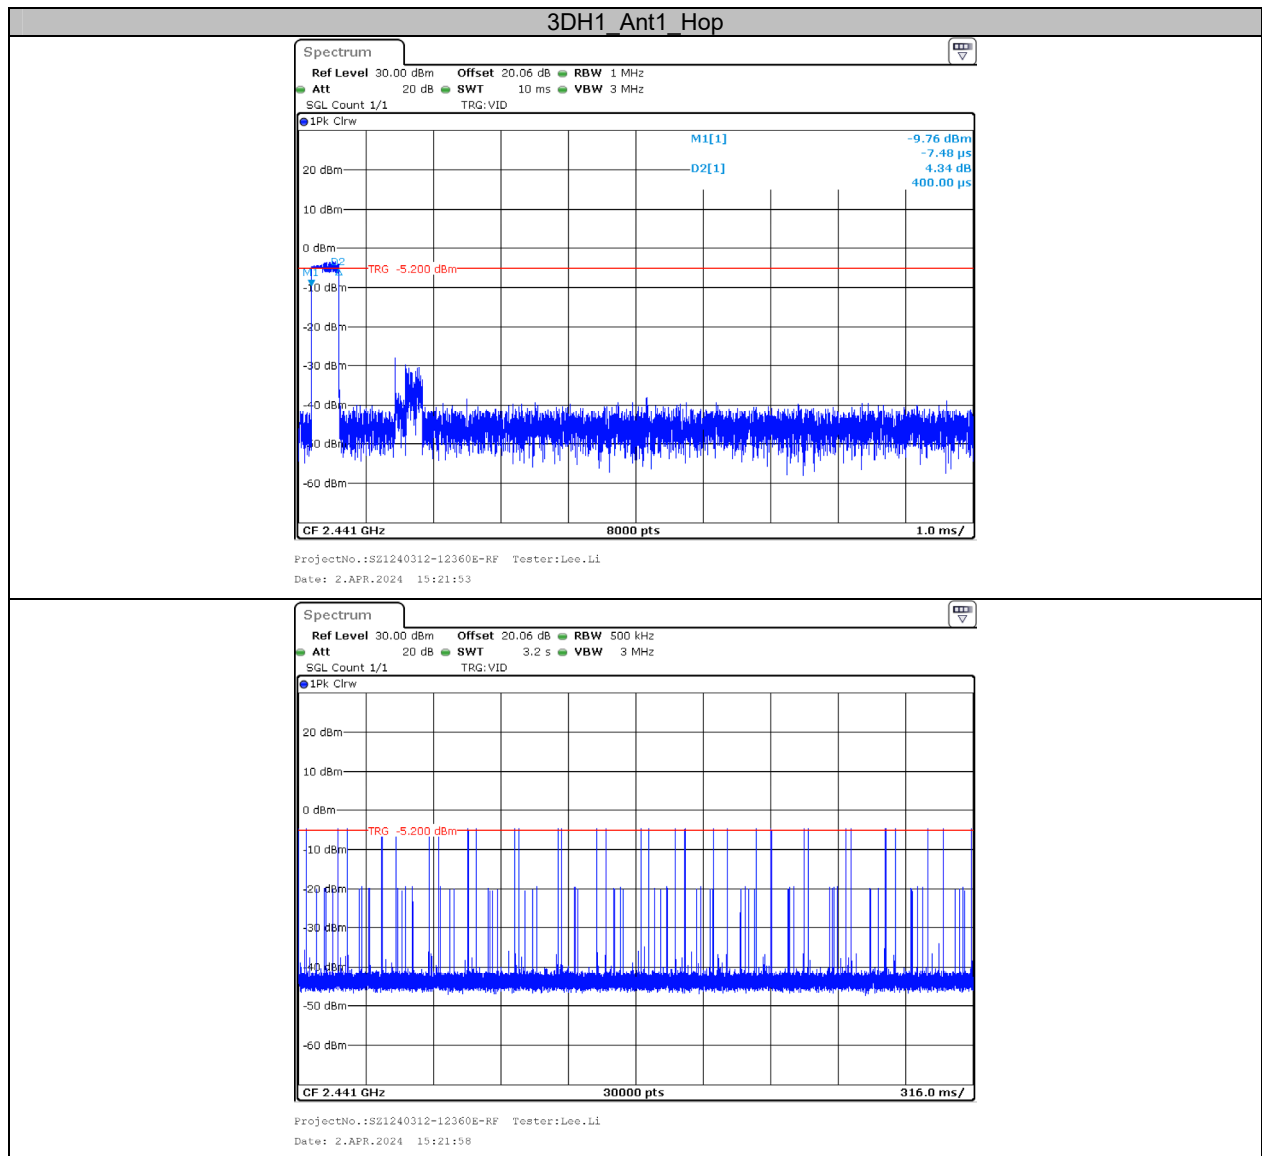 3DH1_Ant1_Hop
Spectrum
Ref Level 30.00 dBm Offset 20.06 dB RBW 1 MHz
Att 20 dB SWT 10 ms VBW 3 MHz
SGL Count 1/1 TRG:VID
1Pk Clrw
M1[1] -9.76 dBm
-7.48 µs
D2[1] 4.34 dB
400.00 µs
20 dBm
10 dBm
0 dBm
D2
M1
TRG -5.200 dBm
-10 dBm
-20 dBm
-30 dBm
-40 dBm
-50 dBm
-60 dBm
CF 2.441 GHz 8000 pts 1.0 ms/
ProjectNo.:SZ1240312-12360E-RF Tester:Lee.Li
Date: 2.APR.2024 15:21:53
Spectrum
Ref Level 30.00 dBm Offset 20.06 dB RBW 500 kHz
Att 20 dB SWT 3.2 s VBW 3 MHz
SGL Count 1/1 TRG:VID
1Pk Clrw
20 dBm
10 dBm
0 dBm
TRG -5.200 dBm
-10 dBm
-20 dBm
-30 dBm
-40 dBm
-50 dBm
-60 dBm
CF 2.441 GHz 30000 pts 316.0 ms/
ProjectNo.:SZ1240312-12360E-RF Tester:Lee.Li
Date: 2.APR.2024 15:21:58